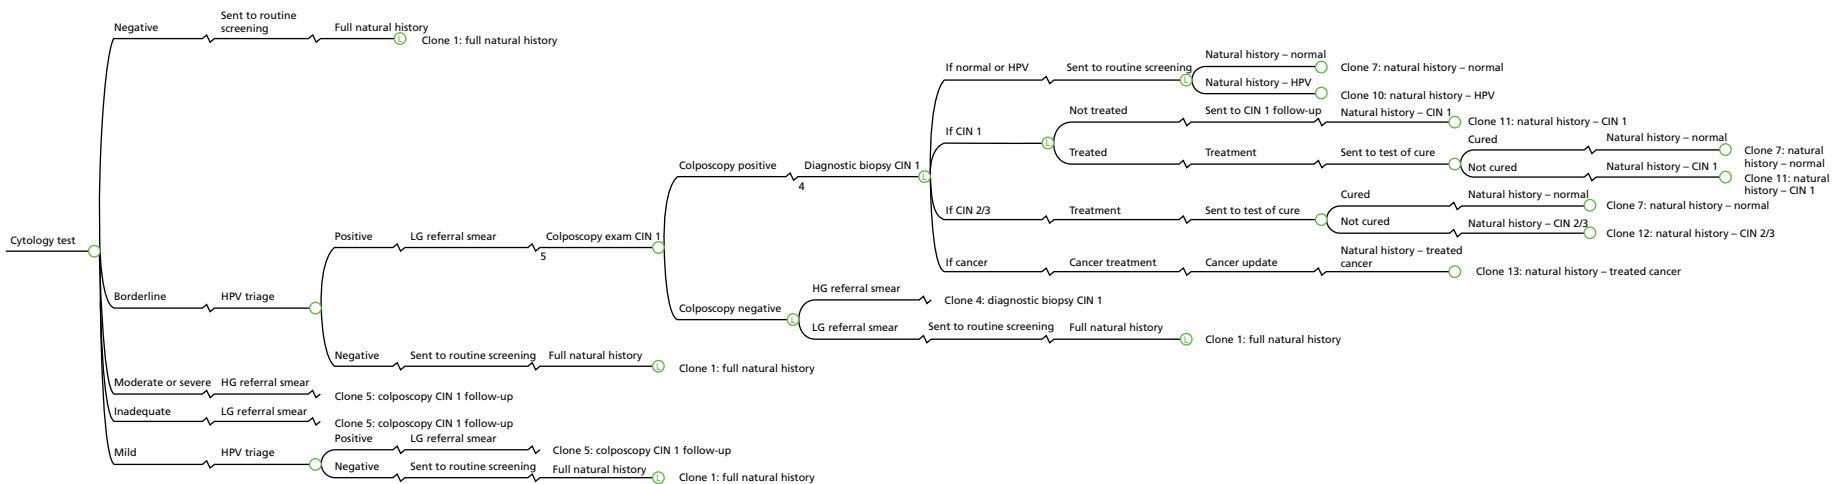 Cytology test
Negative
Sent to routine
screening
Full natural history
L
Clone 1: full natural history
Borderline
HPV triage
Positive
LG referral smear
5
Colposcopy exam CIN 1
Colposcopy positive
4
Diagnostic biopsy CIN 1
L
If normal or HPV
Sent to routine screening
L
Natural history – normal
Clone 7: natural history – normal
Natural history – HPV
Clone 10: natural history – HPV
If CIN 1
L
Not treated
Sent to CIN 1 follow-up
Natural history – CIN 1
Clone 11: natural history – CIN 1
Treated
Treatment
Sent to test of cure
Cured
Natural history – normal
Clone 7: natural
history – normal
Not cured
Natural history – CIN 1
Clone 11: natural
history – CIN 1
If CIN 2/3
Treatment
Sent to test of cure
Cured
Natural history – normal
Clone 7: natural history – normal
Not cured
Natural history – CIN 2/3
Clone 12: natural history – CIN 2/3
If cancer
Cancer treatment
Cancer update
Natural history – treated
cancer
Clone 13: natural history – treated cancer
Colposcopy negative
L
HG referral smear
Clone 4: diagnostic biopsy CIN 1
LG referral smear
Sent to routine screening
Full natural history
L
Clone 1: full natural history
Negative
Sent to routine screening
Full natural history
L
Clone 1: full natural history
Moderate or severe
HG referral smear
Clone 5: colposcopy CIN 1 follow-up
Inadequate
LG referral smear
Clone 5: colposcopy CIN 1 follow-up
Mild
HPV triage
Positive
LG referral smear
Clone 5: colposcopy CIN 1 follow-up
Negative
Sent to routine screening
Full natural history
L
Clone 1: full natural history